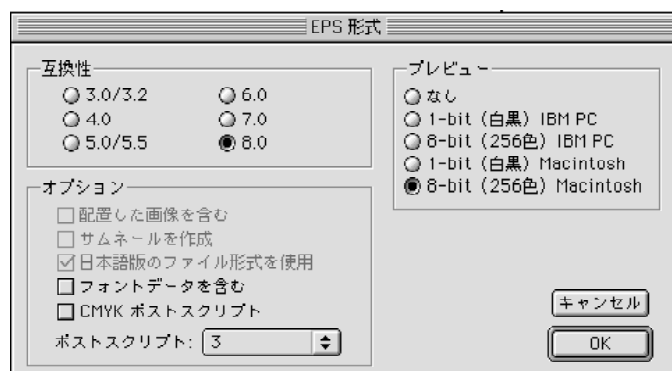 EPS 形式
互換性
3.0/3.2
6.0
4.0
7.0
5.0/5.5
8.0
オプション
配置した画像を含む
サムネールを作成
日本語版のファイル形式を使用
フォントデータを含む
CMYK ポストスクリプト
ポストスクリプト: 3
プレビュー
なし
1-bit (白黒) IBM PC
8-bit (256色) IBM PC
1-bit (白黒) Macintosh
8-bit (256色) Macintosh
キャンセル
OK